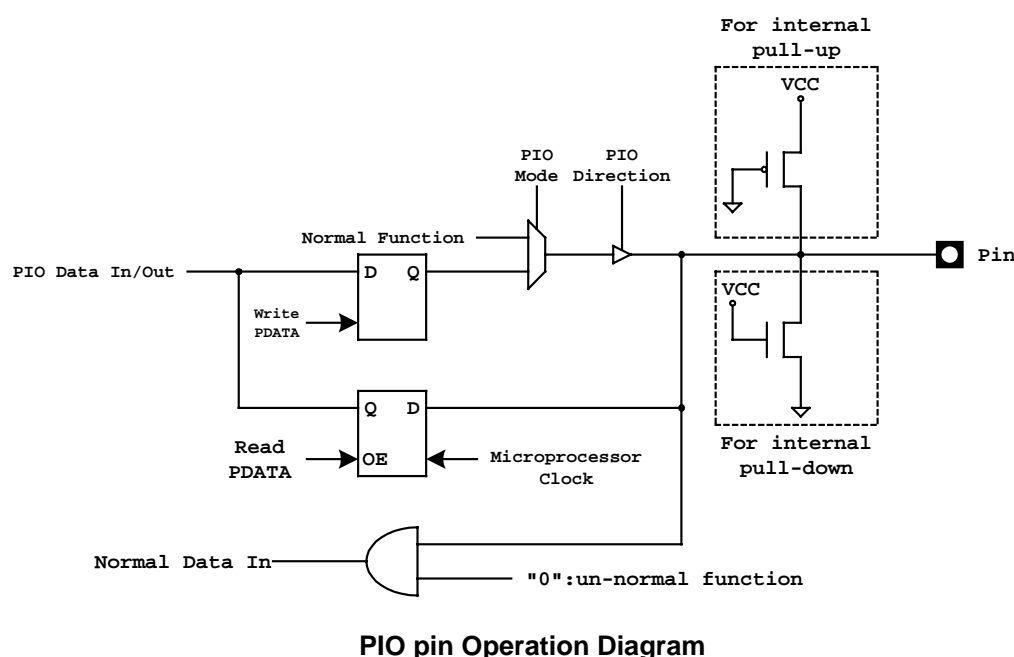 For internal
pull-up
VCC
PIO
Mode
PIO
Direction
Normal Function
PIO Data In/Out
D
Q
Pin
Write
PDATA
VCC
Q
D
Read
PDATA
OE
Microprocessor
Clock
For internal
pull-down
Normal Data In
"0":un-normal function
PIO pin Operation Diagram